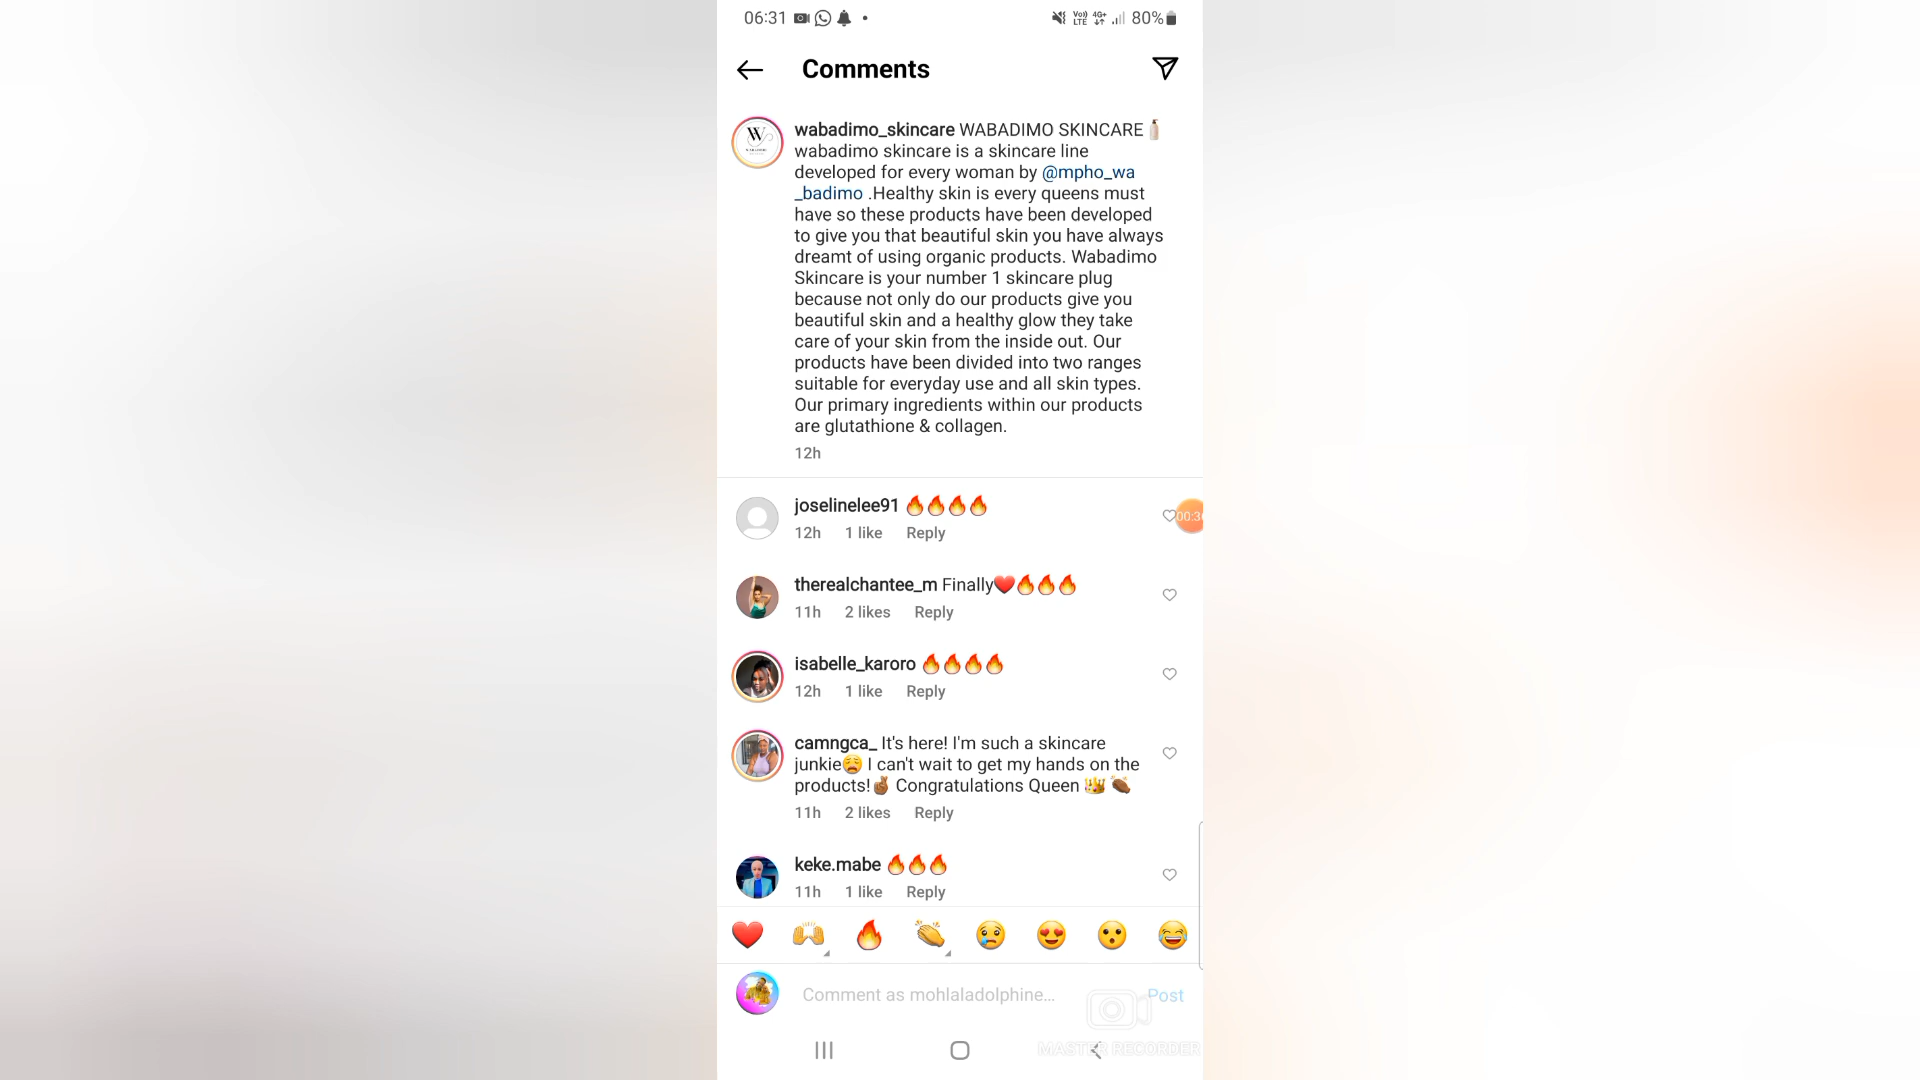 06:31 VoLTE 4G+ 80%
Comments
wabadimo_skincare WABADIMO SKINCARE🧴
wabadimo skincare is a skincare line
developed for every woman by @mpho_wa
_badimo .Healthy skin is every queens must
have so these products have been developed
to give you that beautiful skin you have always
dreamt of using organic products. Wabadimo
Skincare is your number 1 skincare plug
because not only do our products give you
beautiful skin and a healthy glow they take
care of your skin from the inside out. Our
products have been divided into two ranges
suitable for everyday use and all skin types.
Our primary ingredients within our products
are glutathione & collagen.
12h
joselinelee91 🔥🔥🔥🔥
12h 1 like Reply
00:3
therealchantee_m Finally❤️🔥🔥🔥
11h 2 likes Reply
isabelle_karoro 🔥🔥🔥🔥
12h 1 like Reply
camngca_ It's here! I'm such a skincare
junkie😩 I can't wait to get my hands on the
products!✌🏾 Congratulations Queen 👑 👏🏾
11h 2 likes Reply
keke.mabe 🔥🔥🔥
11h 1 like Reply
❤️ 🙌 🔥 👏 😢 😍 😮 😂
Comment as mohlaladolphine... Post
MASTER RECORDER